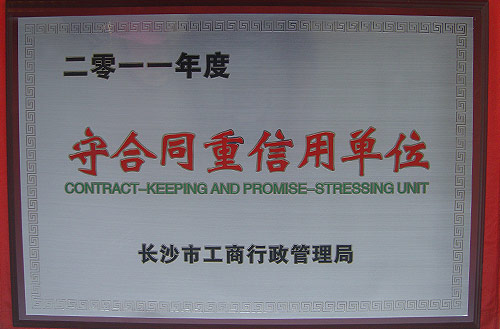 二零一一年度
守合同重信用单位
CONTRACT-KEEPING AND PROMISE-STRESSING UNIT
长沙市工商行政管理局